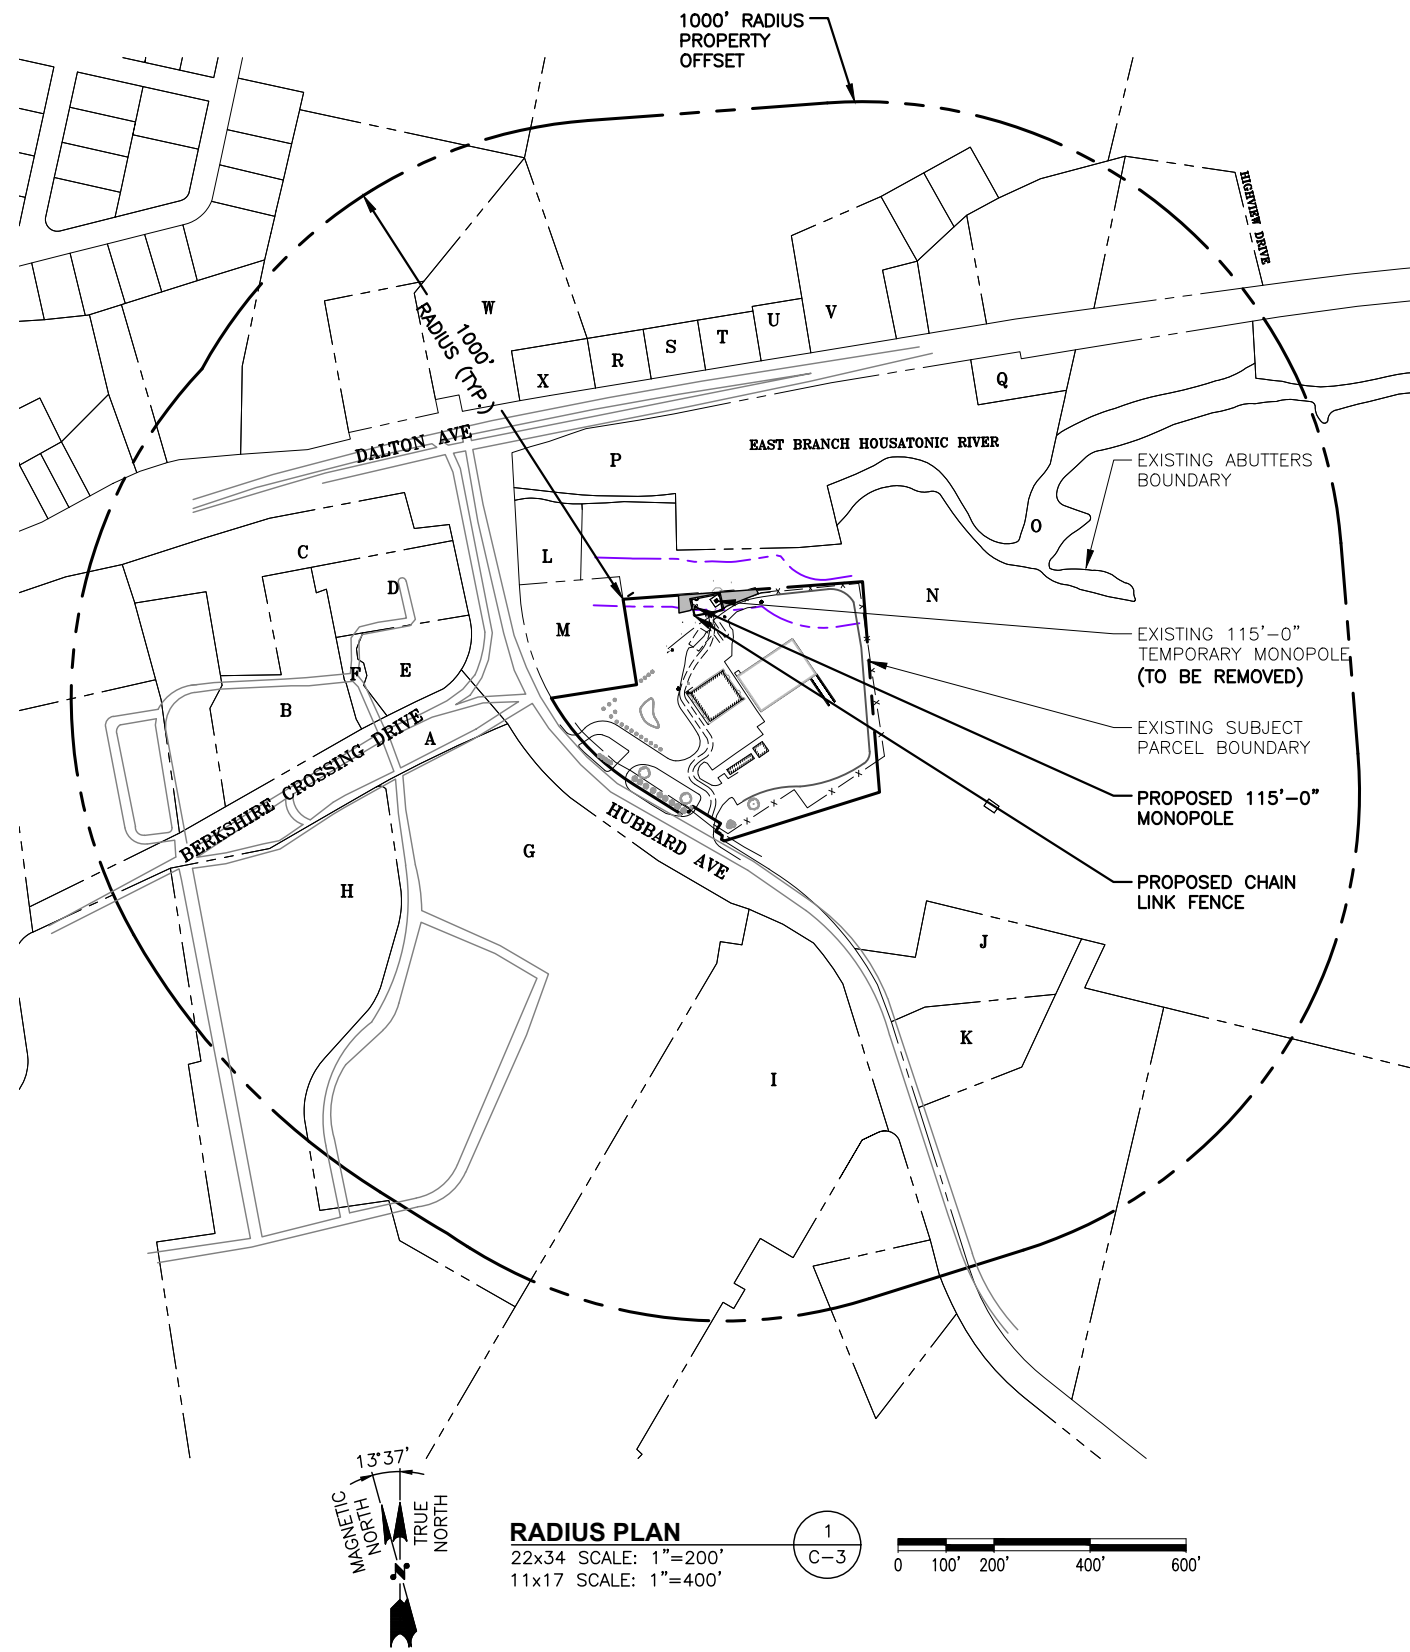 1000' RADIUS
PROPERTY
OFFSET
HIGHVIEW DRIVE
W
1000'
RADIUS (TYP.)
V
U
T
S
R
X
Q
DALTON AVE
EAST BRANCH HOUSATONIC RIVER
P
EXISTING ABUTTERS
BOUNDARY
O
C
L
D
N
M
EXISTING 115'-0"
TEMPORARY MONOPOLE
(TO BE REMOVED)
F
E
B
A
EXISTING SUBJECT
PARCEL BOUNDARY
BERKSHIRE CROSSING DRIVE
PROPOSED 115'-0"
MONOPOLE
HUBBARD AVE
G
H
PROPOSED CHAIN
LINK FENCE
J
K
I
13°37'
MAGNETIC
NORTH
TRUE
NORTH
N
RADIUS PLAN
22x34 SCALE: 1"=200'
11x17 SCALE: 1"=400'
1
C-3
0 100' 200' 400' 600'